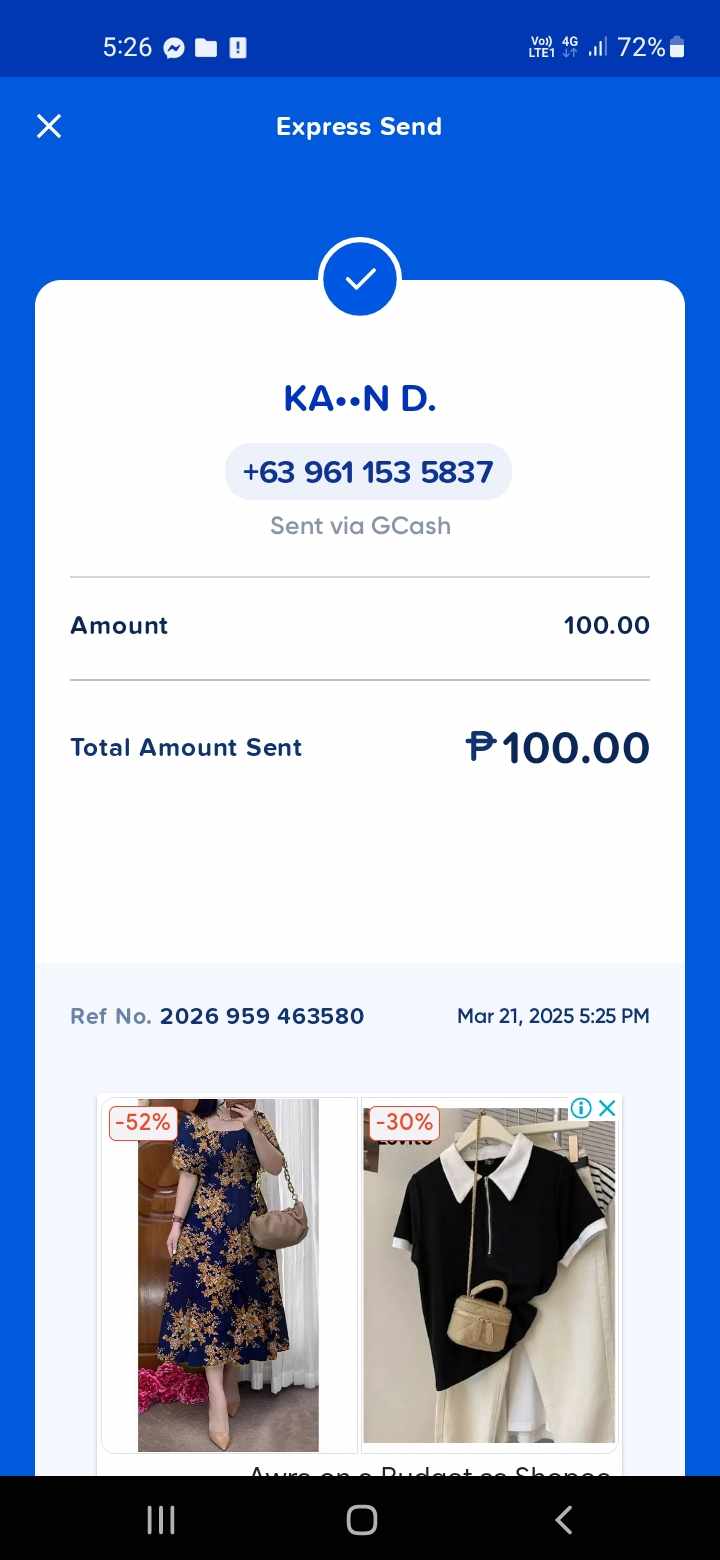 5:26
Vo)) 4G 72%
LTE1
Express Send
KA••N D.
+63 961 153 5837
Sent via GCash
Amount 100.00
Total Amount Sent ₱100.00
Ref No. 2026 959 463580 Mar 21, 2025 5:25 PM
-52%
-30%